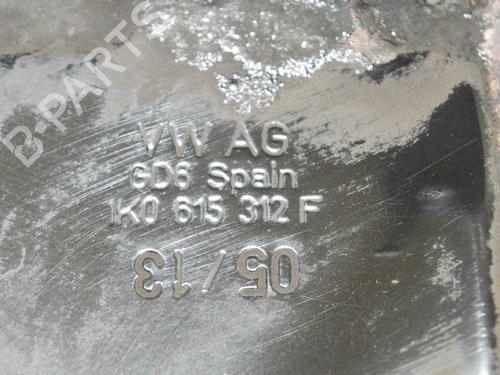 B-PARTS
VW AG
GD6 Spain
1K0 615 312 F
05/13